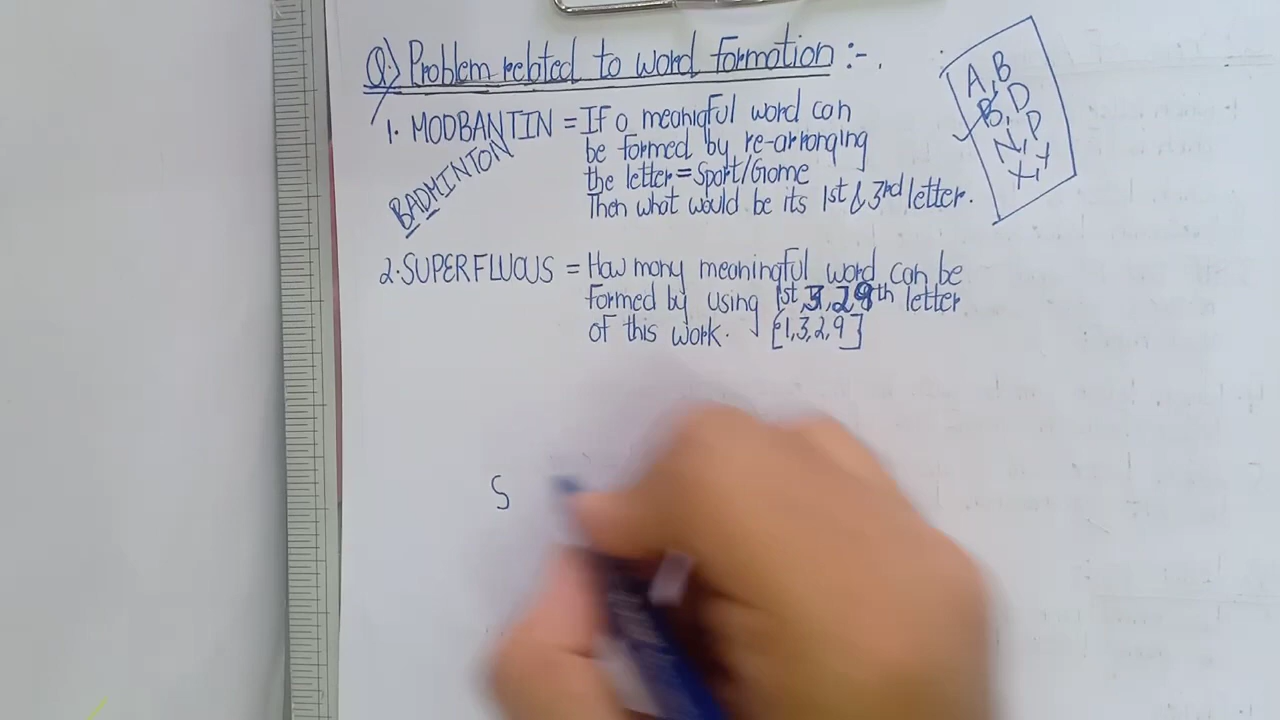 Q) Problem related to word formation :-
1. MODBANTIN = If a meanigful word can
be formed by re-arranging
the letter = Sport/Game
Then what would be its 1st & 3rd letter.
BADMINTON
A, B
B, D
N, P
X, Y
2. SUPERFLUOUS = How many meaningful word can be
formed by using 1st, 3, 2 9th letter
of this work. [1, 3, 2, 9]
S